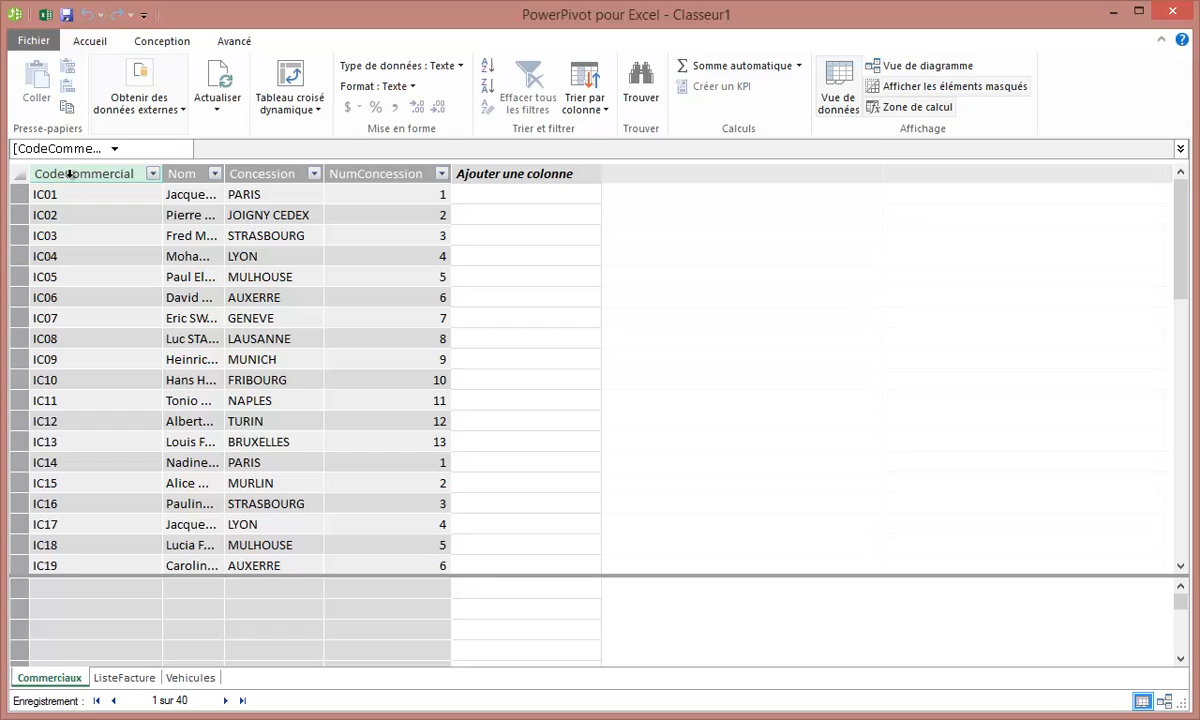 PowerPivot pour Excel - Classeur1
Fichier Accueil Conception Avancé
Coller
Presse-papiers
Obtenir des données externes
Actualiser
Tableau croisé dynamique
Type de données : Texte
Format : Texte
$ % ,
Mise en forme
Effacer tous les filtres
Trier par colonne
Trier et filtrer
Trouver
Trouver
Somme automatique
Créer un KPI
Calculs
Vue de données
Vue de diagramme
Afficher les éléments masqués
Zone de calcul
Affichage
[CodeComme...
CodeCommercial Nom Concession NumConcession Ajouter une colonne
IC01 Jacque... PARIS 1
IC02 Pierre ... JOIGNY CEDEX 2
IC03 Fred M... STRASBOURG 3
IC04 Moha... LYON 4
IC05 Paul El... MULHOUSE 5
IC06 David ... AUXERRE 6
IC07 Eric SW... GENEVE 7
IC08 Luc STA... LAUSANNE 8
IC09 Heinric... MUNICH 9
IC10 Hans H... FRIBOURG 10
IC11 Tonio ... NAPLES 11
IC12 Albert... TURIN 12
IC13 Louis F... BRUXELLES 13
IC14 Nadine... PARIS 1
IC15 Alice ... MURLIN 2
IC16 Paulin... STRASBOURG 3
IC17 Jacque... LYON 4
IC18 Lucia F... MULHOUSE 5
IC19 Carolin... AUXERRE 6
Commerciaux ListeFacture Vehicules
Enregistrement : 1 sur 40